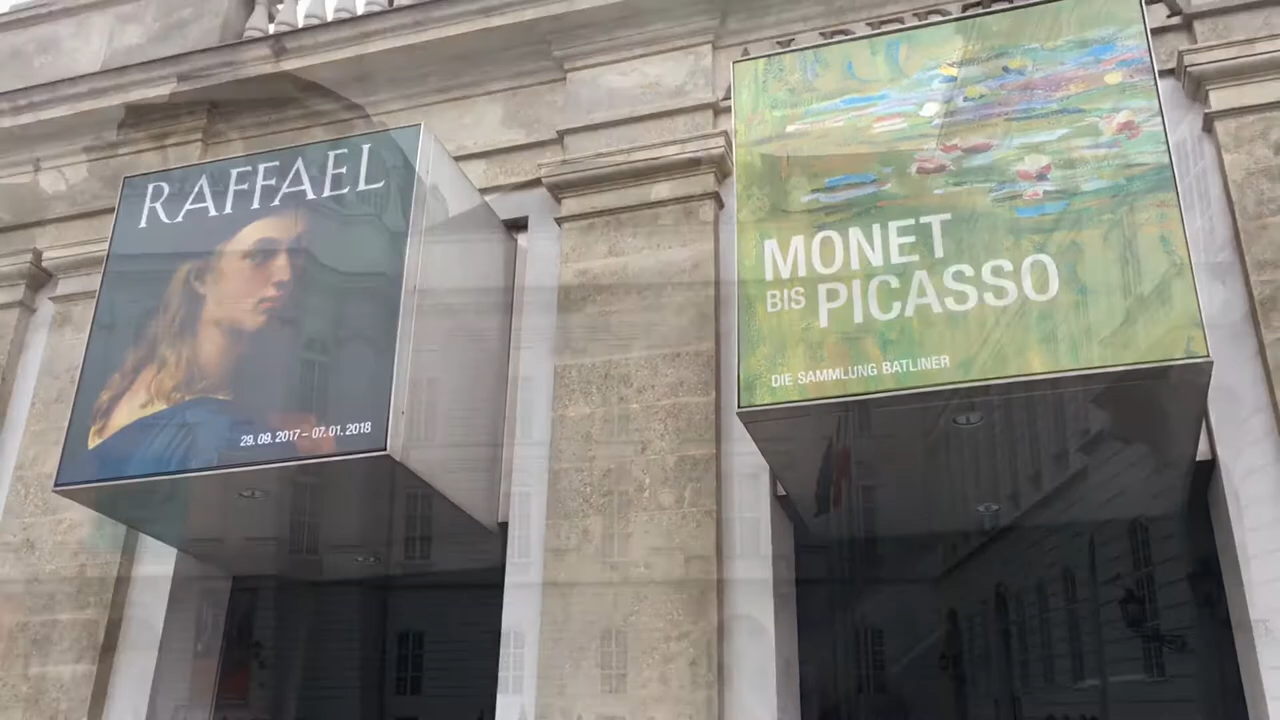 RAFFAEL
29. 09. 2017 – 07. 01. 2018
MONET
BIS PICASSO
DIE SAMMLUNG BATLINER